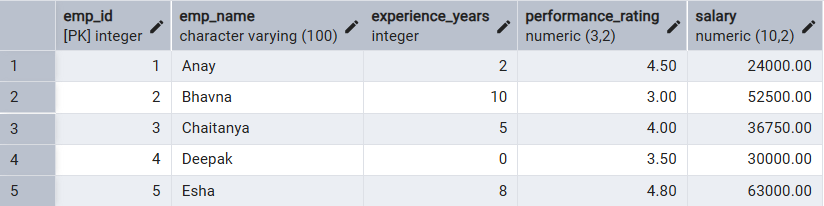 emp_id emp_name experience_years performance_rating salary
[PK] integer character varying (100) integer numeric (3,2) numeric (10,2)
1 1 Anay 2 4.50 24000.00
2 2 Bhavna 10 3.00 52500.00
3 3 Chaitanya 5 4.00 36750.00
4 4 Deepak 0 3.50 30000.00
5 5 Esha 8 4.80 63000.00